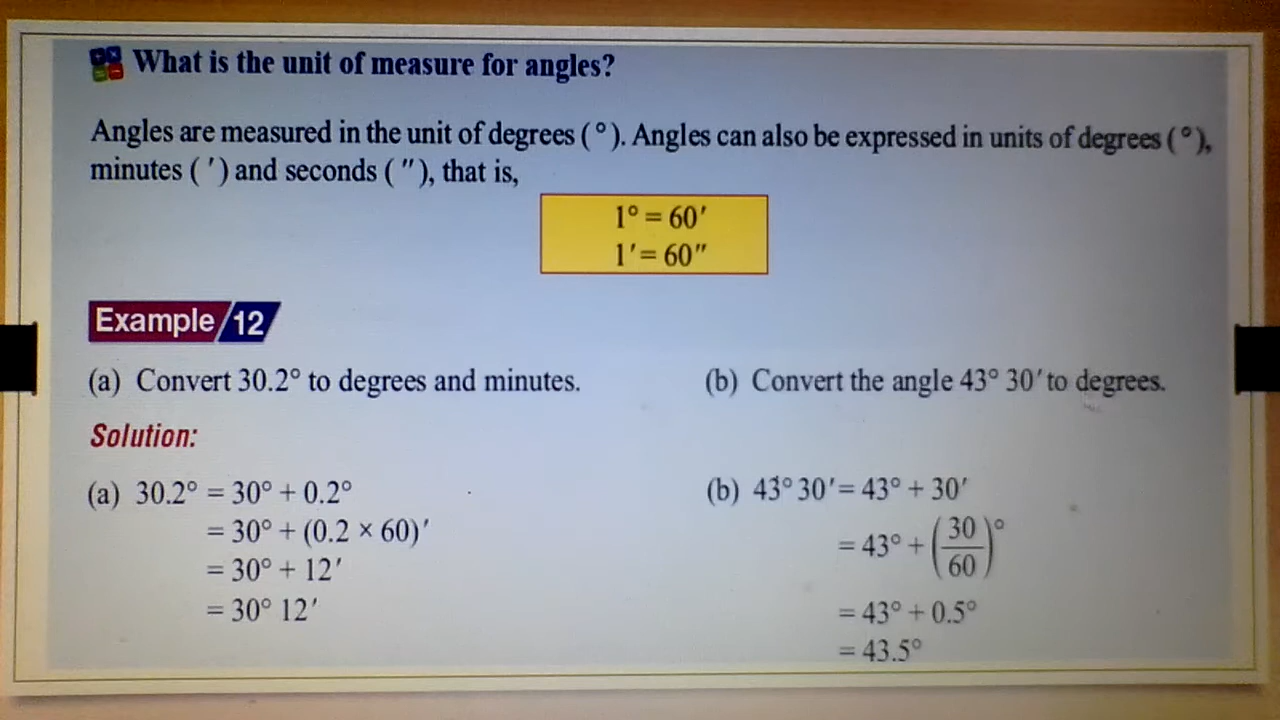 What is the unit of measure for angles?
Angles are measured in the unit of degrees (°). Angles can also be expressed in units of degrees (°),
minutes (′) and seconds (″), that is,
1° = 60′
1′ = 60″
Example 12
(a) Convert 30.2° to degrees and minutes.
(b) Convert the angle 43° 30′ to degrees.
Solution:
(a) 30.2° = 30° + 0.2°
= 30° + (0.2 × 60)′
= 30° + 12′
= 30° 12′
(b) 43° 30′ = 43° + 30′
= 43° + (30/60)°
= 43° + 0.5°
= 43.5°